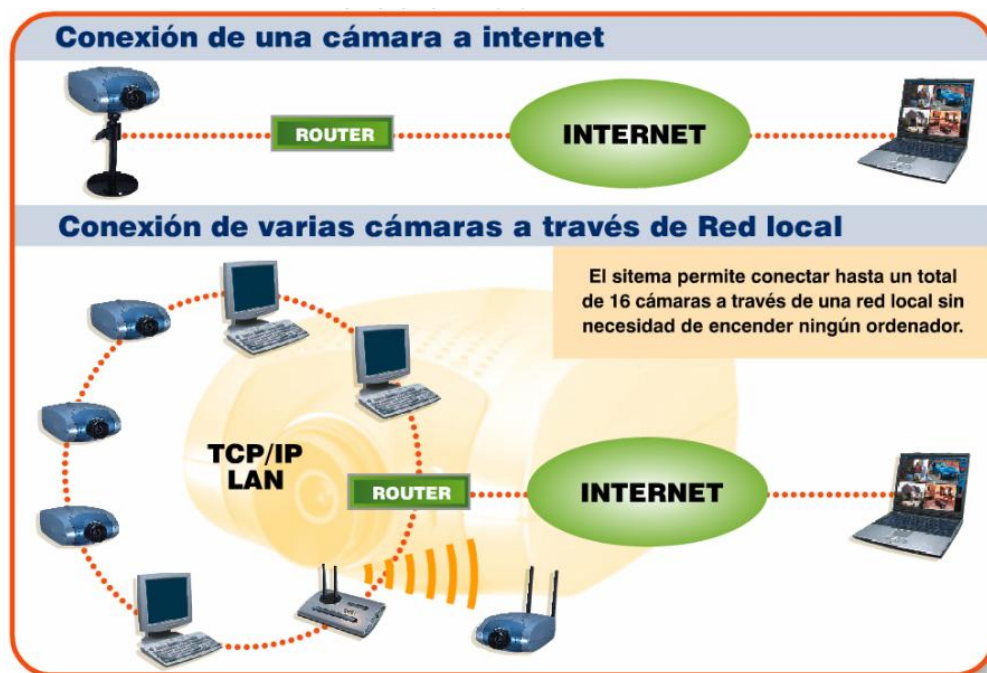 Conexión de una cámara a internet
ROUTER
INTERNET
Conexión de varias cámaras a través de Red local
El sitema permite conectar hasta un total
de 16 cámaras a través de una red local sin
necesidad de encender ningún ordenador.
TCP/IP
LAN
ROUTER
INTERNET